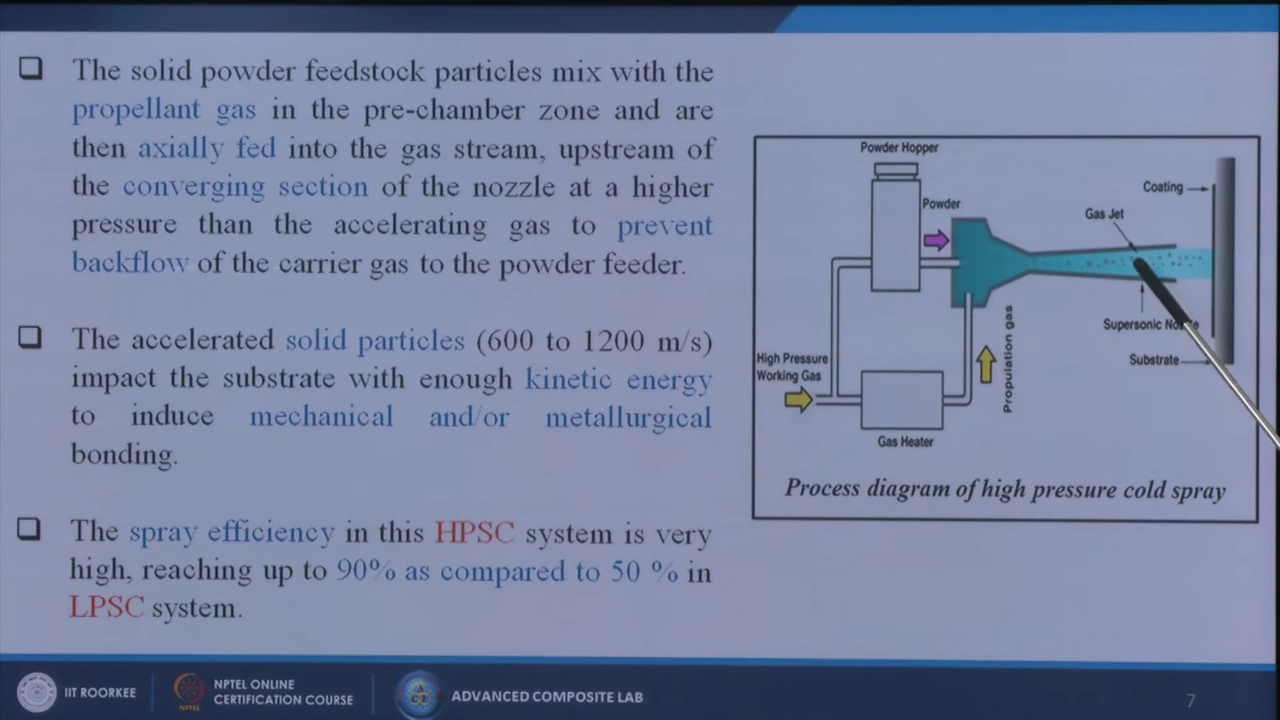 The solid powder feedstock particles mix with the
propellant gas in the pre-chamber zone and are
then axially fed into the gas stream, upstream of
the converging section of the nozzle at a higher
pressure than the accelerating gas to prevent
backflow of the carrier gas to the powder feeder.
The accelerated solid particles (600 to 1200 m/s)
impact the substrate with enough kinetic energy
to induce mechanical and/or metallurgical
bonding.
The spray efficiency in this HPSC system is very
high, reaching up to 90% as compared to 50 % in
LPSC system.
Powder Hopper
Powder
Coating
Gas Jet
Supersonic
Substrate
High Pressure
Working Gas
Propulation gas
Gas Heater
Process diagram of high pressure cold spray
IIT ROORKEE
NPTEL
NPTEL ONLINE
CERTIFICATION COURSE
ADVANCED COMPOSITE LAB
7